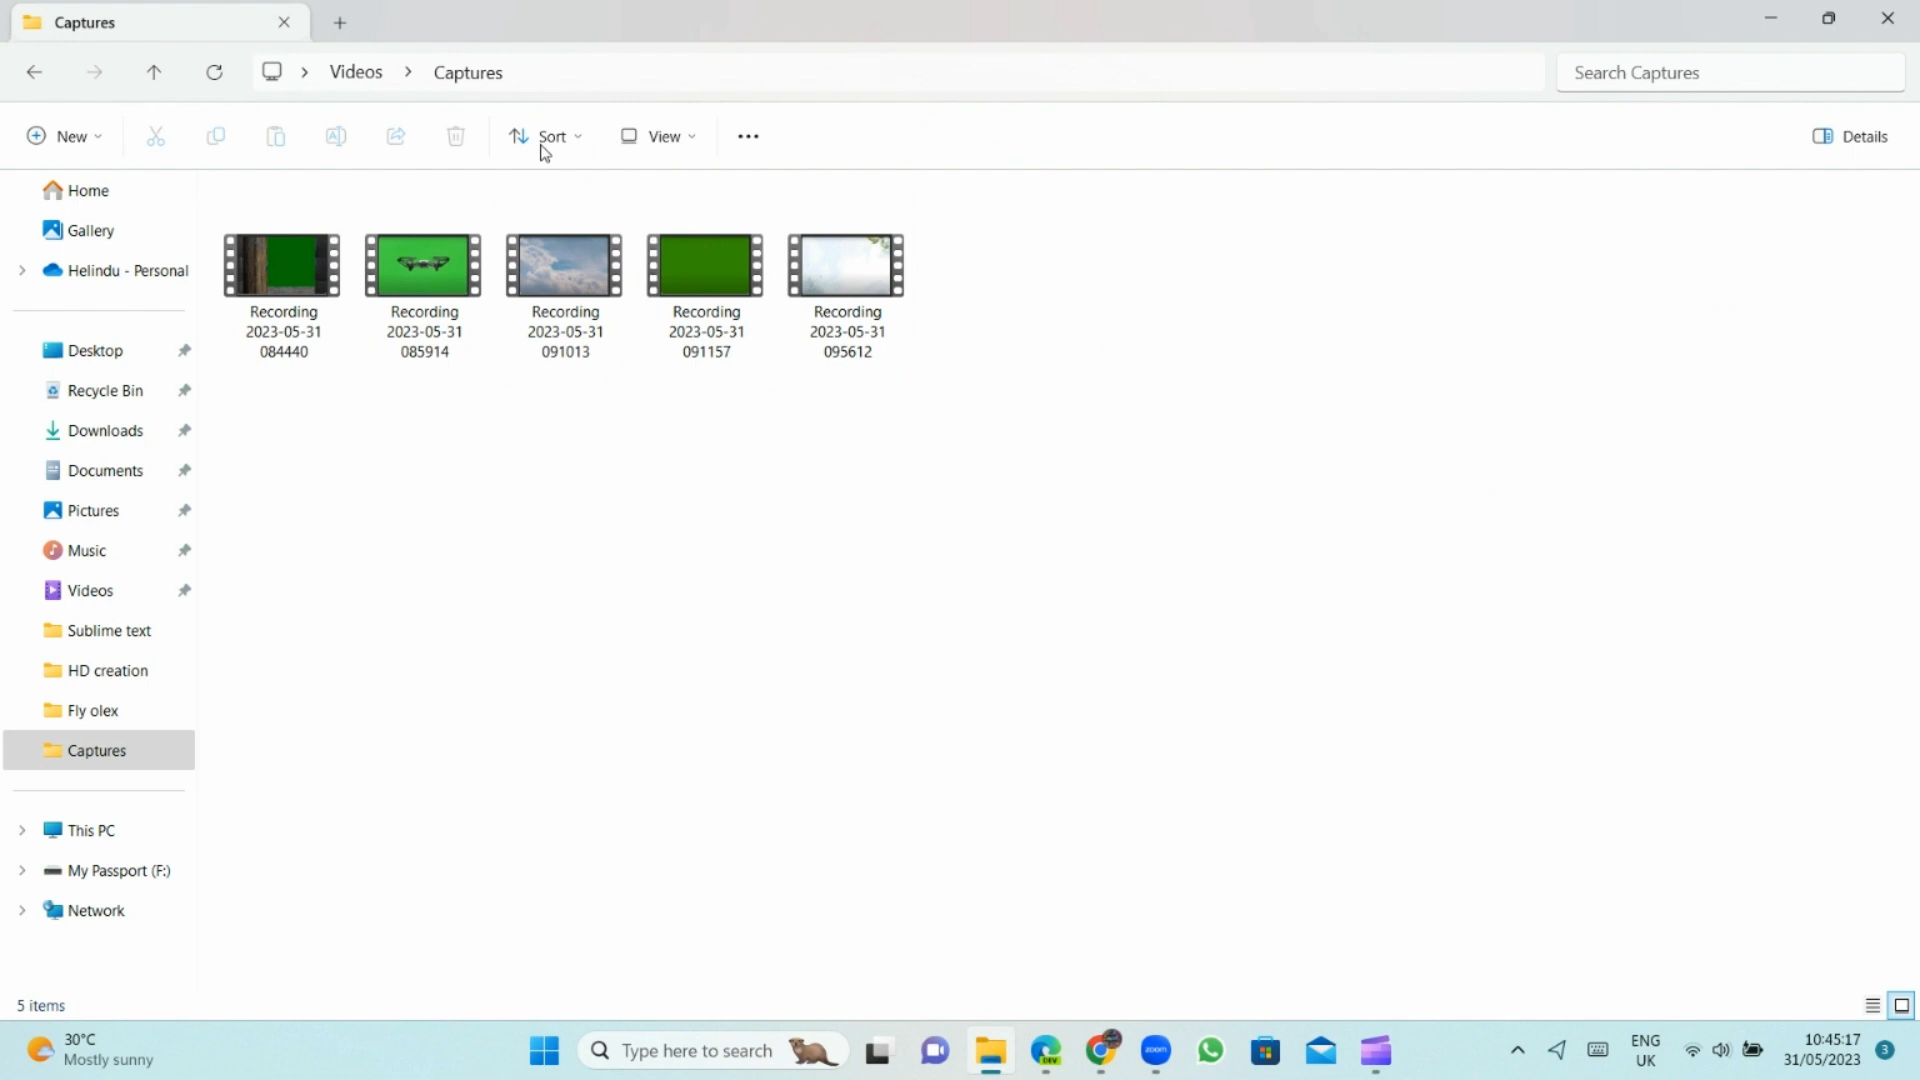 Captures
Videos
Captures
Search Captures
New
Sort
View
Details
Home
Gallery
Helindu - Personal
Desktop
Recycle Bin
Downloads
Documents
Pictures
Music
Videos
Sublime text
HD creation
Fly olex
Captures
This PC
My Passport (F:)
Network
Recording
2023-05-31
084440
Recording
2023-05-31
085914
Recording
2023-05-31
091013
Recording
2023-05-31
091157
Recording
2023-05-31
095612
5 items
30°C
Mostly sunny
Type here to search
DEV
zoom
ENG
UK
10:45:17
31/05/2023
3